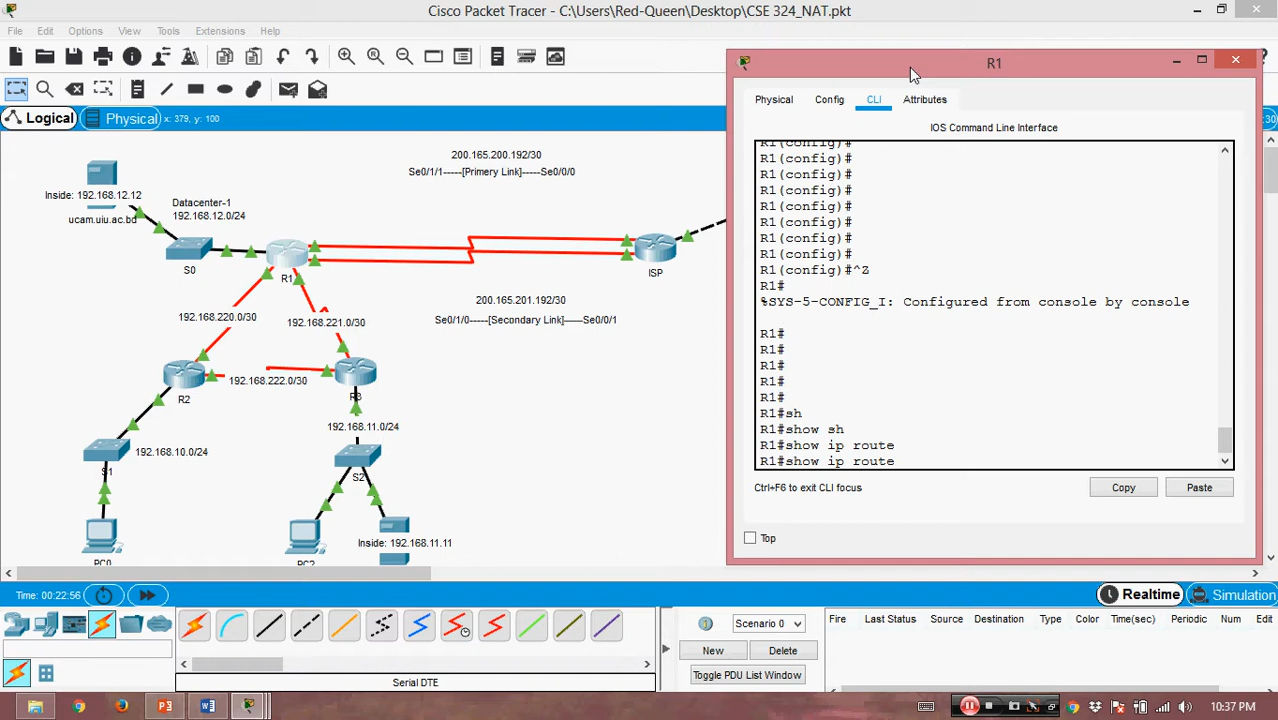 Cisco Packet Tracer - C:\Users\Red-Queen\Desktop\CSE 324_NAT.pkt
File Edit Options View Tools Extensions Help
Logical Physical x: 379, y: 100
200.165.200.192/30
Se0/1/1-----[Primary Link]-----Se0/0/0
Inside: 192.168.12.12
ucam.uiu.ac.bd
Datacenter-1
192.168.12.0/24
S0
R1
ISP
200.165.201.192/30
Se0/1/0-----[Secondary Link]-----Se0/0/1
192.168.220.0/30
192.168.221.0/30
192.168.222.0/30
R2
R3
192.168.10.0/24
192.168.11.0/24
S1
S2
Inside: 192.168.11.11
PC0
PC2
R1
Physical Config CLI Attributes
IOS Command Line Interface
R1(config)#
R1(config)#
R1(config)#
R1(config)#
R1(config)#
R1(config)#
R1(config)#
R1(config)#
R1(config)#^Z
R1#
%SYS-5-CONFIG_I: Configured from console by console
R1#
R1#
R1#
R1#
R1#
R1#sh
R1#show sh
R1#show ip route
R1#show ip route
Ctrl+F6 to exit CLI focus
Copy Paste
Top
:30
Time: 00:22:56
Realtime Simulation
Serial DTE
Scenario 0
New Delete
Toggle PDU List Window
Fire Last Status Source Destination Type Color Time(sec) Periodic Num Edit
10:37 PM